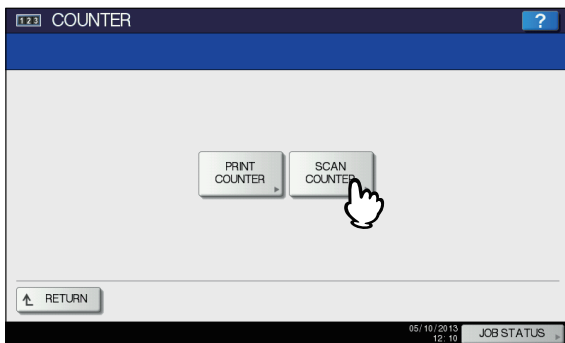 123 COUNTER ?
PRINT
COUNTER
SCAN
COUNTER
RETURN
05/10/2013
12:10
JOB STATUS